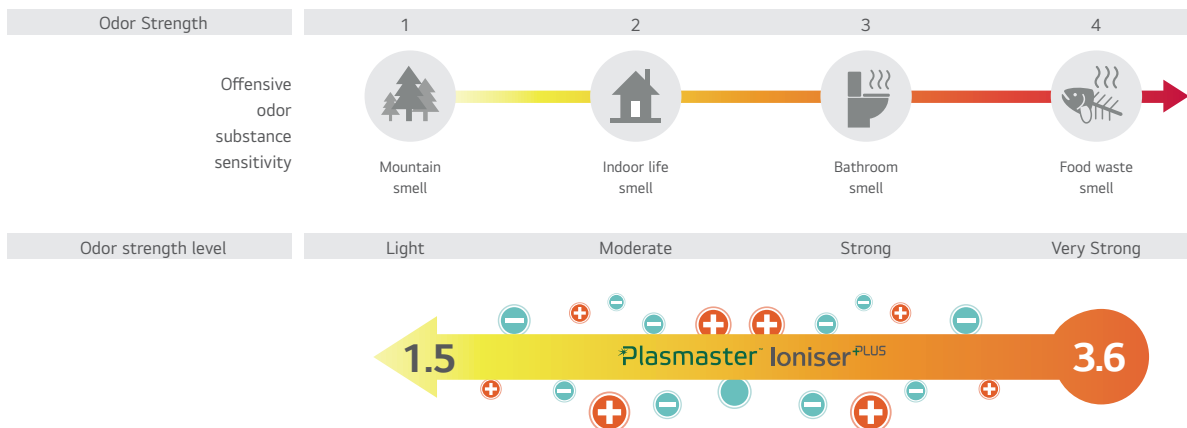 Odor Strength 1 2 3 4
Offensive
odor
substance
sensitivity
Mountain
smell
Indoor life
smell
Bathroom
smell
Food waste
smell
Odor strength level Light Moderate Strong Very Strong
1.5 Plasmaster™ Ioniser+PLUS 3.6